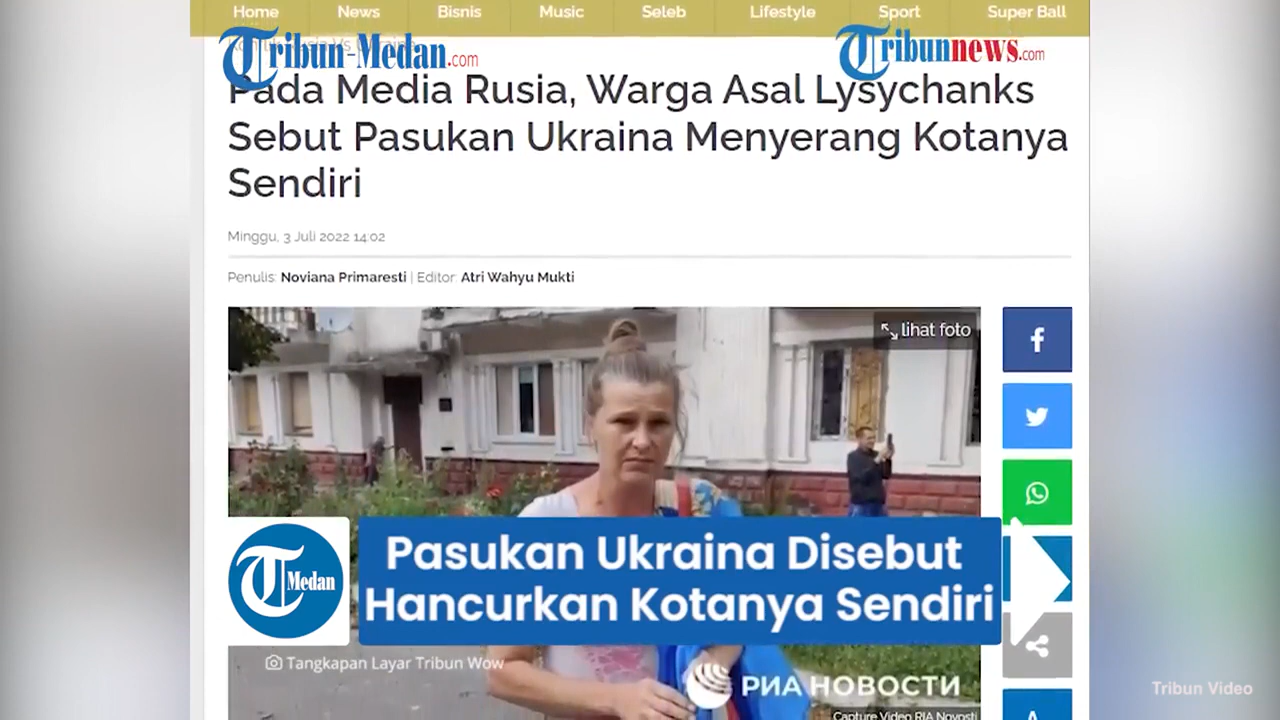 Home News Bisnis Music Seleb Lifestyle Sport Super Ball
Tribun-Medan.com
Tribunnews.com
Pada Media Rusia, Warga Asal Lysychanks
Sebut Pasukan Ukraina Menyerang Kotanya
Sendiri
Minggu, 3 Juli 2022 14:02
Penulis: Noviana Primaresti | Editor: Atri Wahyu Mukti
lihat foto
Medan
Pasukan Ukraina Disebut
Hancurkan Kotanya Sendiri
Tangkapan Layar Tribun Wow
РИА НОВОСТИ
Tribun Video
Capture Video RIA Novosti